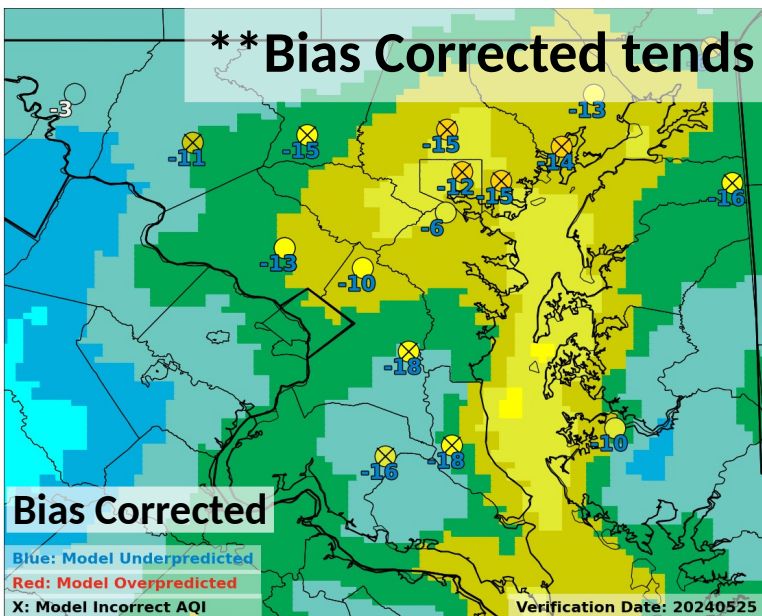 **Bias Corrected tends
-3
-13
-11
-15
-15
-14
-12
-15
-16
-6
-13
-10
-18
-10
-16
-18
Bias Corrected
Blue: Model Underpredicted
Red: Model Overpredicted
X: Model Incorrect AQI
Verification Date: 20240525